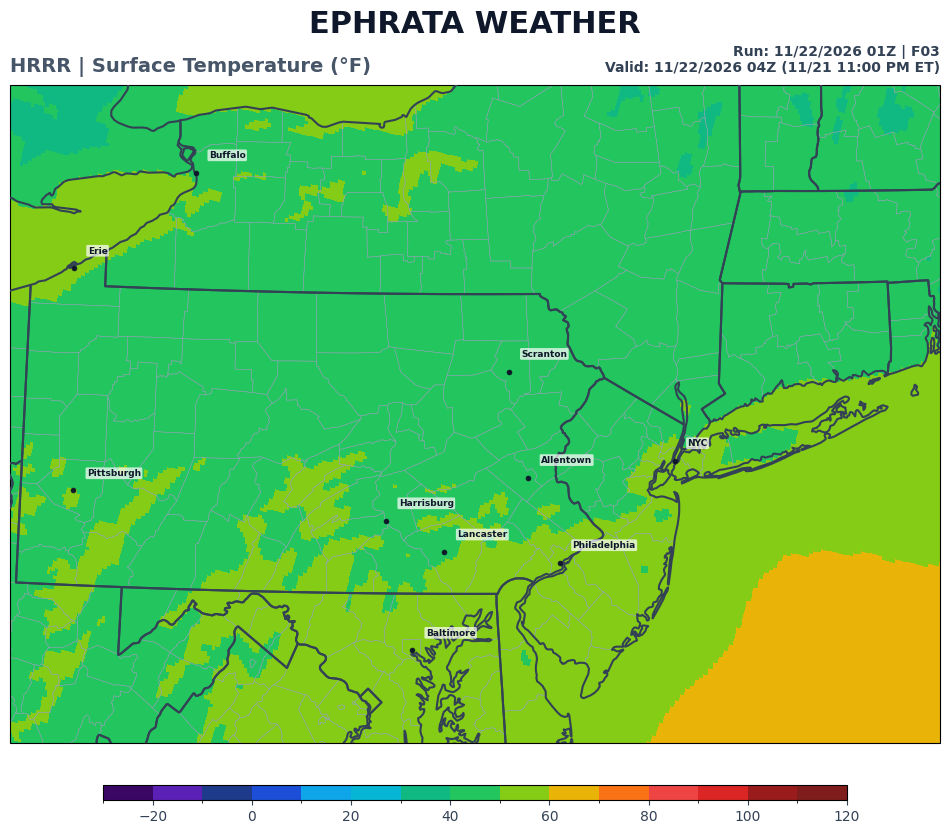 EPHRATA WEATHER
HRRR | Surface Temperature (°F)
Run: 11/22/2026 01Z | F03
Valid: 11/22/2026 04Z (11/21 11:00 PM ET)
Buffalo
Erie
Scranton
NYC
Allentown
Pittsburgh
Harrisburg
Lancaster
Philadelphia
Baltimore
−20 0 20 40 60 80 100 120